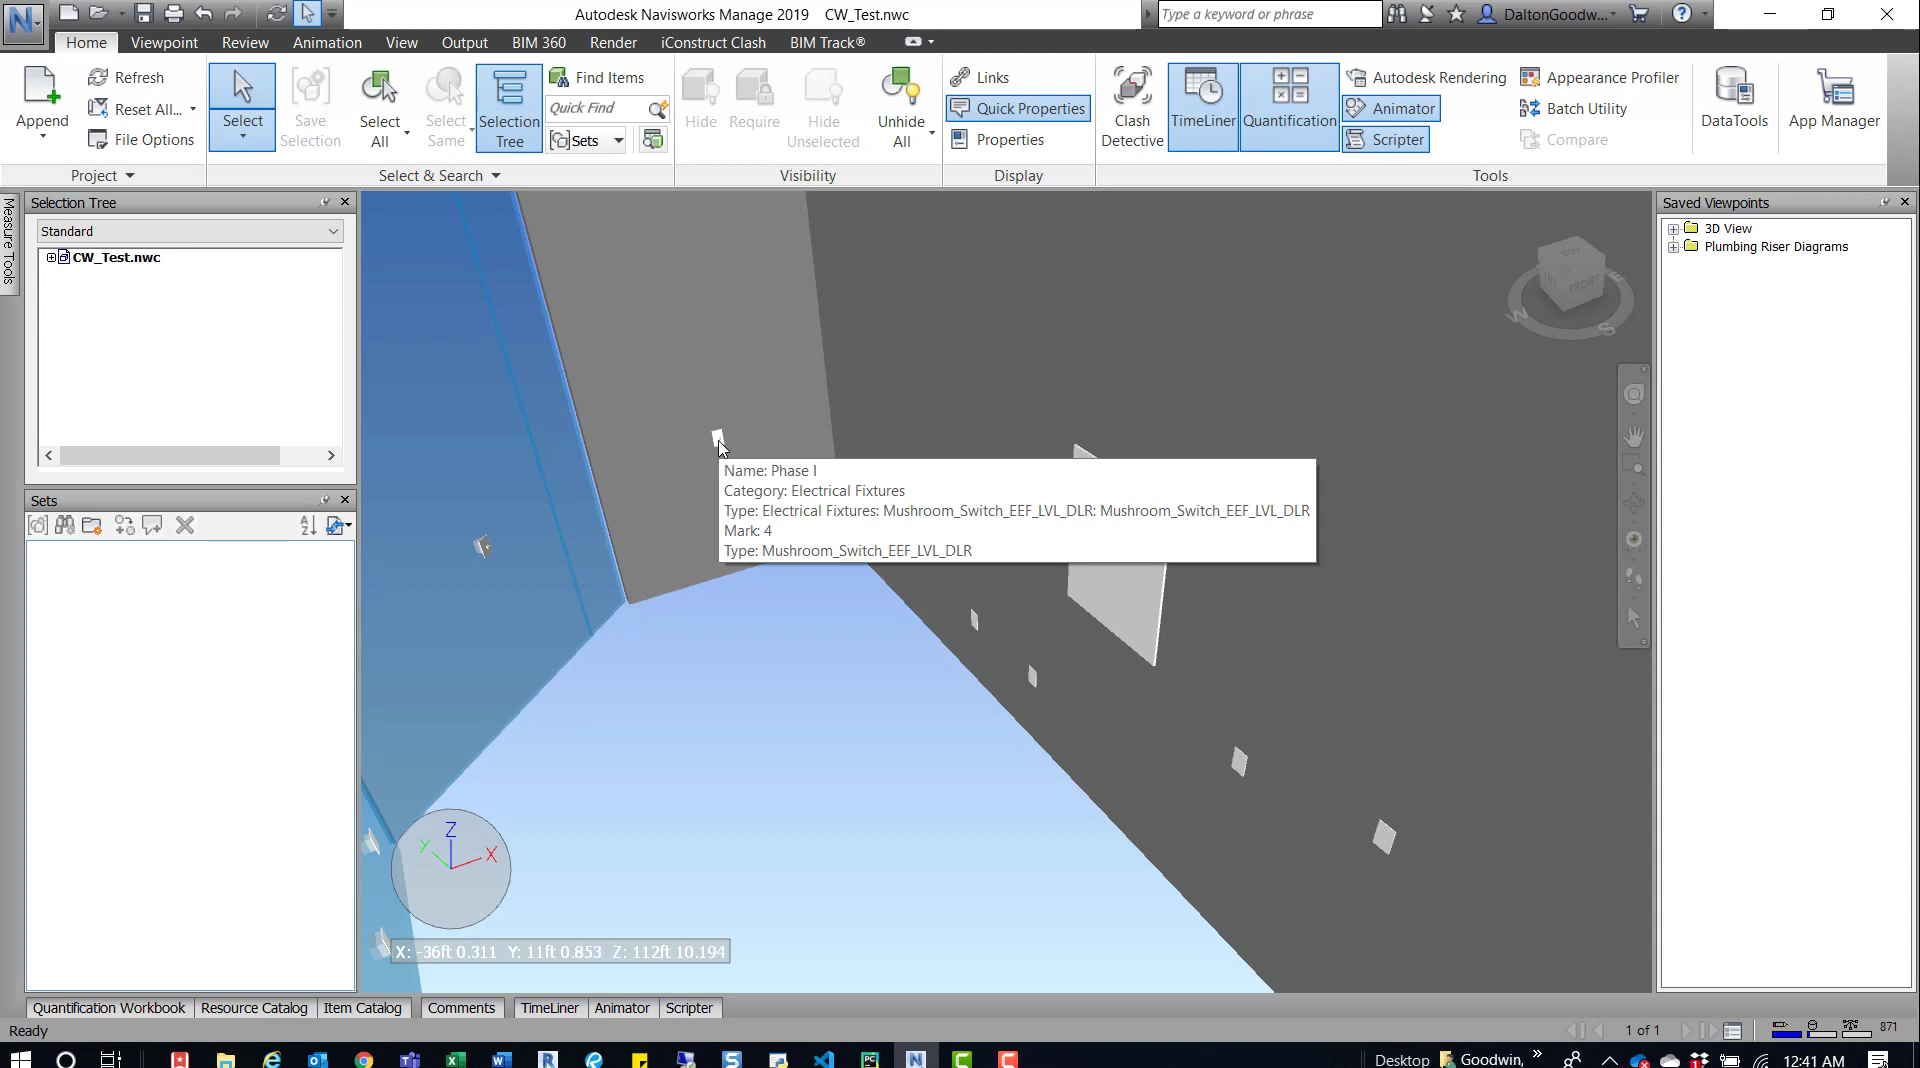 Autodesk Navisworks Manage 2019 CW_Test.nwc
Type a keyword or phrase
DaltonGoodw...
Home Viewpoint Review Animation View Output BIM 360 Render iConstruct Clash BIM Track®
Append
Refresh
Reset All...
File Options
Project
Select
Save Selection
Select All
Select Same
Selection Tree
Find Items
Quick Find
Sets
Select & Search
Hide
Require
Hide Unselected
Unhide All
Visibility
Links
Quick Properties
Properties
Display
Clash Detective
TimeLiner
Quantification
Autodesk Rendering
Animator
Scripter
Appearance Profiler
Batch Utility
Compare
Tools
DataTools
App Manager
Measure Tools
Selection Tree
Standard
CW_Test.nwc
Sets
Name: Phase I
Category: Electrical Fixtures
Type: Electrical Fixtures: Mushroom_Switch_EEF_LVL_DLR: Mushroom_Switch_EEF_LVL_DLR
Mark: 4
Type: Mushroom_Switch_EEF_LVL_DLR
TOP
FRONT
W
S
E
Z
Y
X
X: -36ft 0.311 Y: 11ft 0.853 Z: 112ft 10.194
Saved Viewpoints
3D View
Plumbing Riser Diagrams
Quantification Workbook Resource Catalog Item Catalog Comments TimeLiner Animator Scripter
Ready
1 of 1
871
Desktop
Goodwin,
12:41 AM